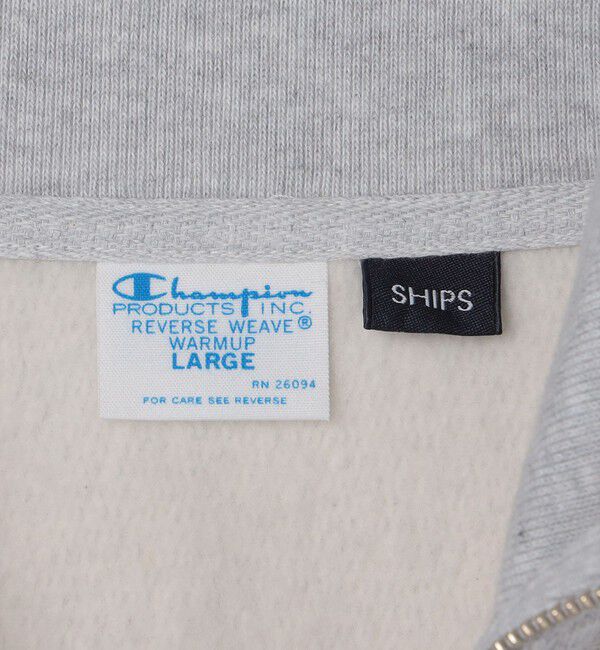 Champion
PRODUCTS INC.
REVERSE WEAVE®
WARMUP
LARGE
RN 26094
FOR CARE SEE REVERSE
SHIPS